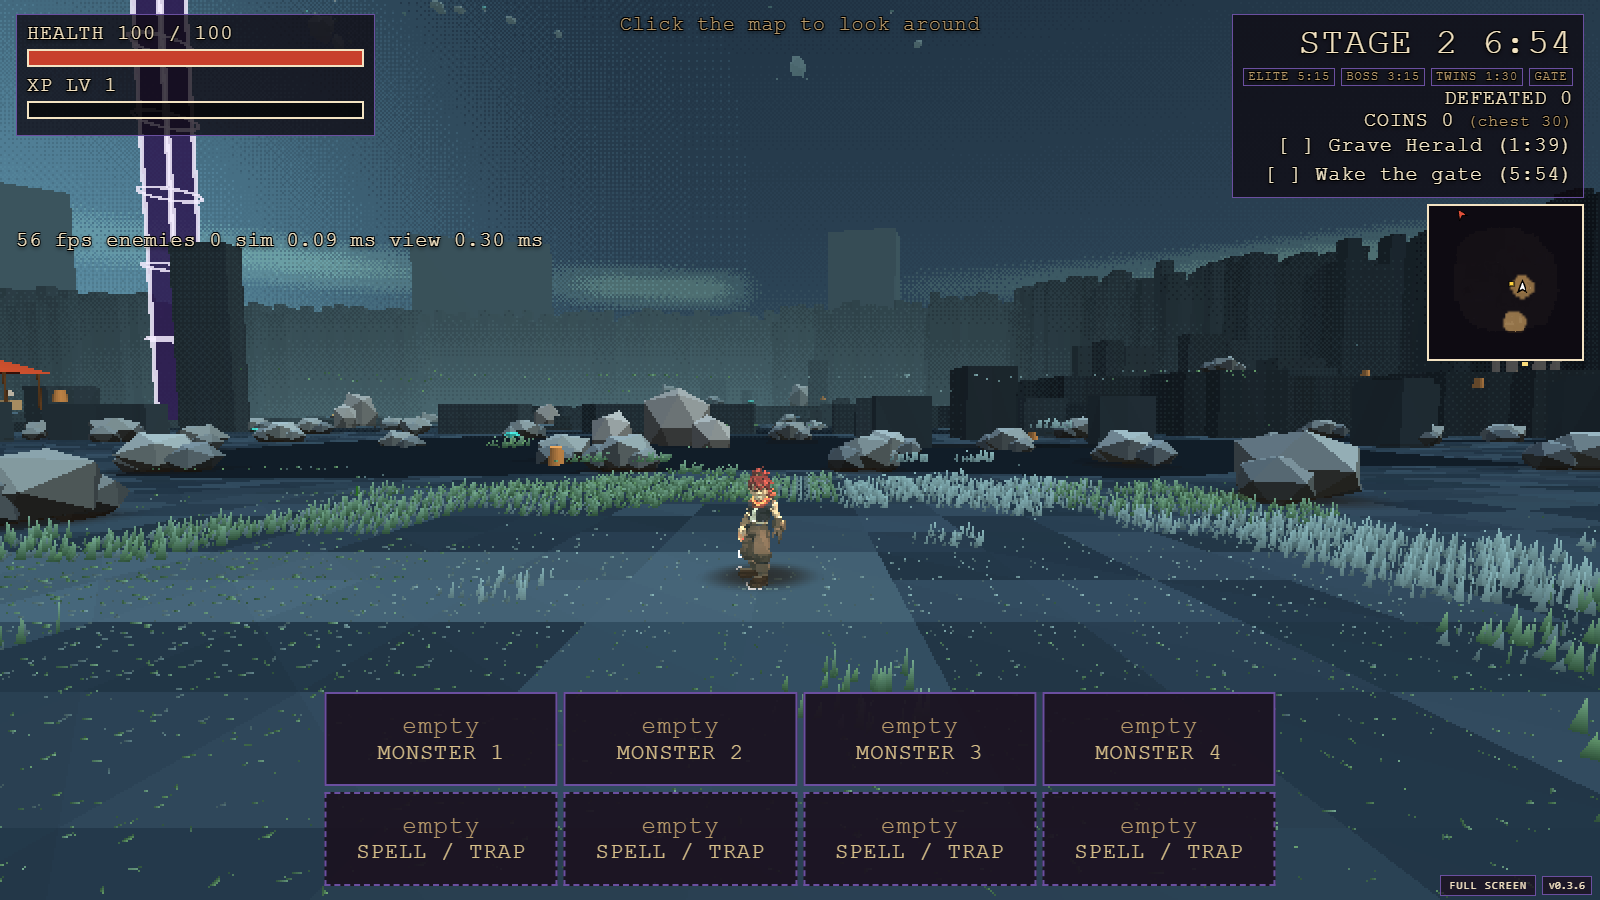 HEALTH 100 / 100
XP LV 1
Click the map to look around
STAGE 2 6:54
ELITE 5:15 BOSS 3:15 TWINS 1:30 GATE
DEFEATED 0
COINS 0 (chest 30)
[ ] Grave Herald (1:39)
[ ] Wake the gate (5:54)
56 fps enemies 0 sim 0.09 ms view 0.30 ms
empty
MONSTER 1
empty
MONSTER 2
empty
MONSTER 3
empty
MONSTER 4
empty
SPELL / TRAP
empty
SPELL / TRAP
empty
SPELL / TRAP
empty
SPELL / TRAP
FULL SCREEN
v0.3.6